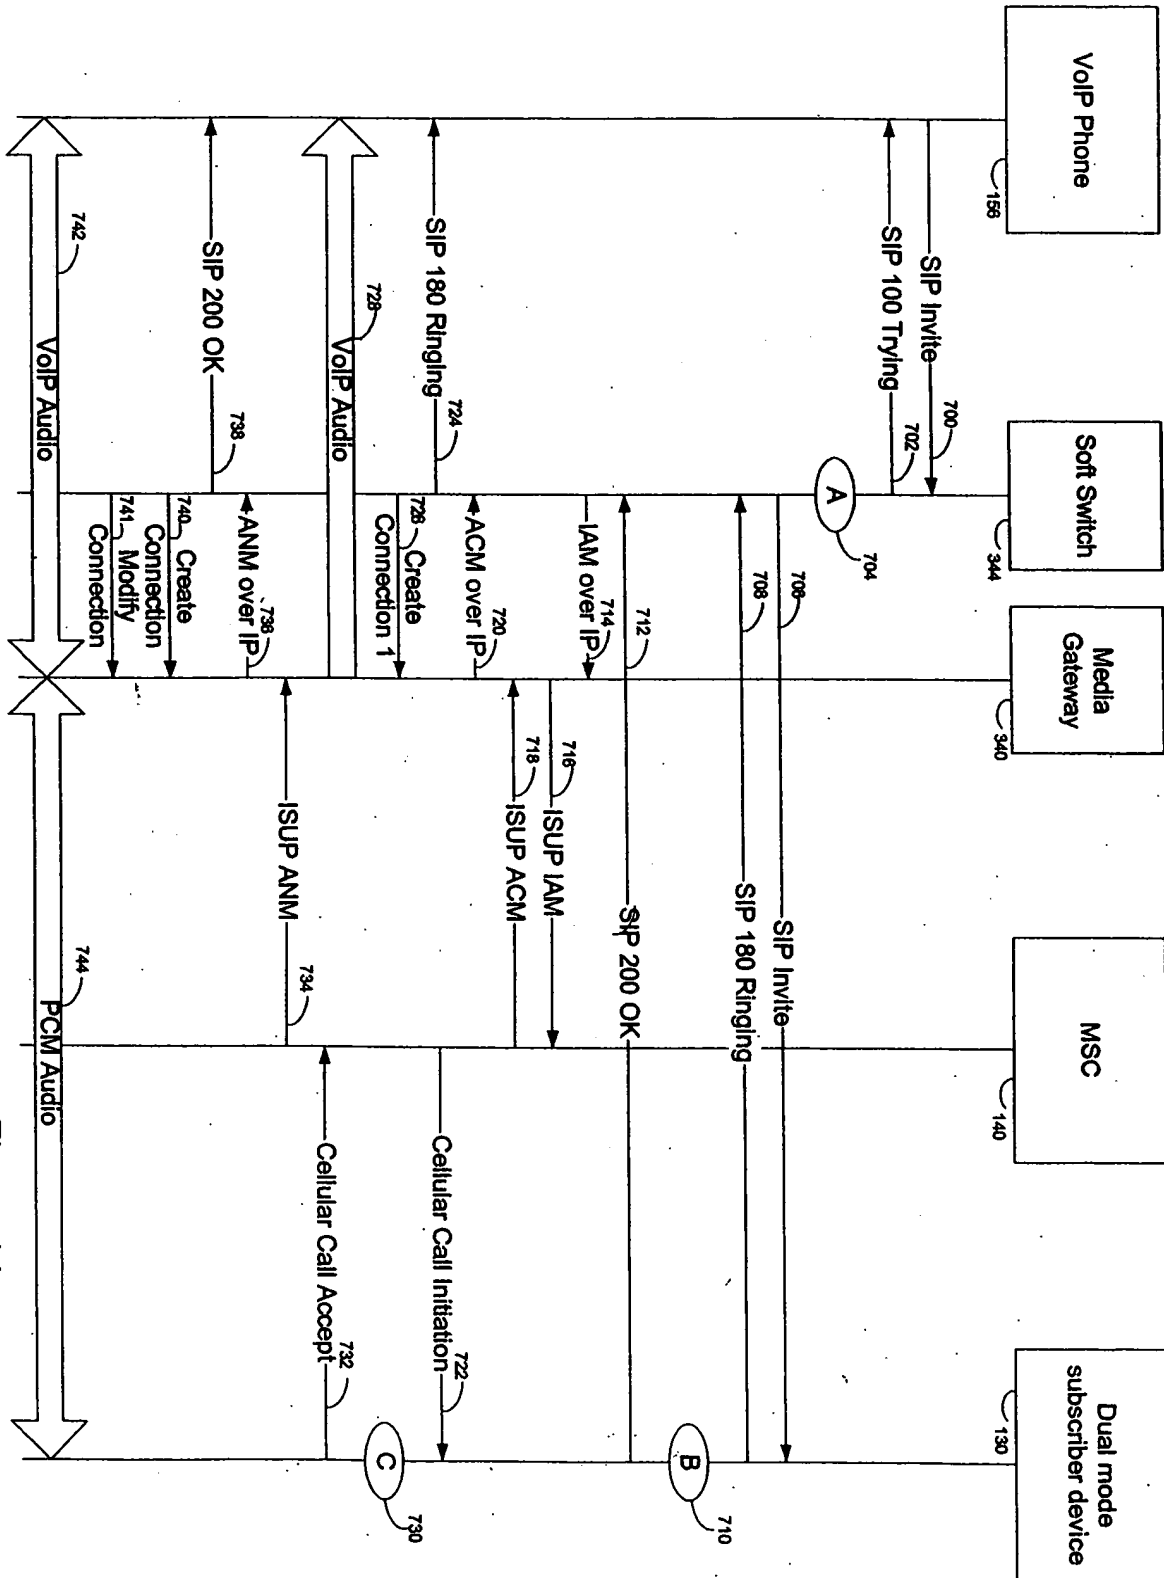 VoIP Phone
156
Soft Switch
344
Media
Gateway
340
MSC
140
Dual mode
subscriber device
130
SIP Invite
700
SIP 100 Trying
702
A
704
SIP Invite
708
SIP 180 Ringing
708
B
710
SIP 200 OK
712
IAM over IP
714
ISUP IAM
716
ISUP ACM
718
ACM over IP
720
Cellular Call Initiation
722
SIP 180 Ringing
724
726
Create
Connection 1
C
730
VoIP Audio
728
Cellular Call Accept
732
ISUP ANM
734
ANM over IP
738
SIP 200 OK
738
740
Create
Connection
741
Modify
Connection
VoIP Audio
742
PCM Audio
744